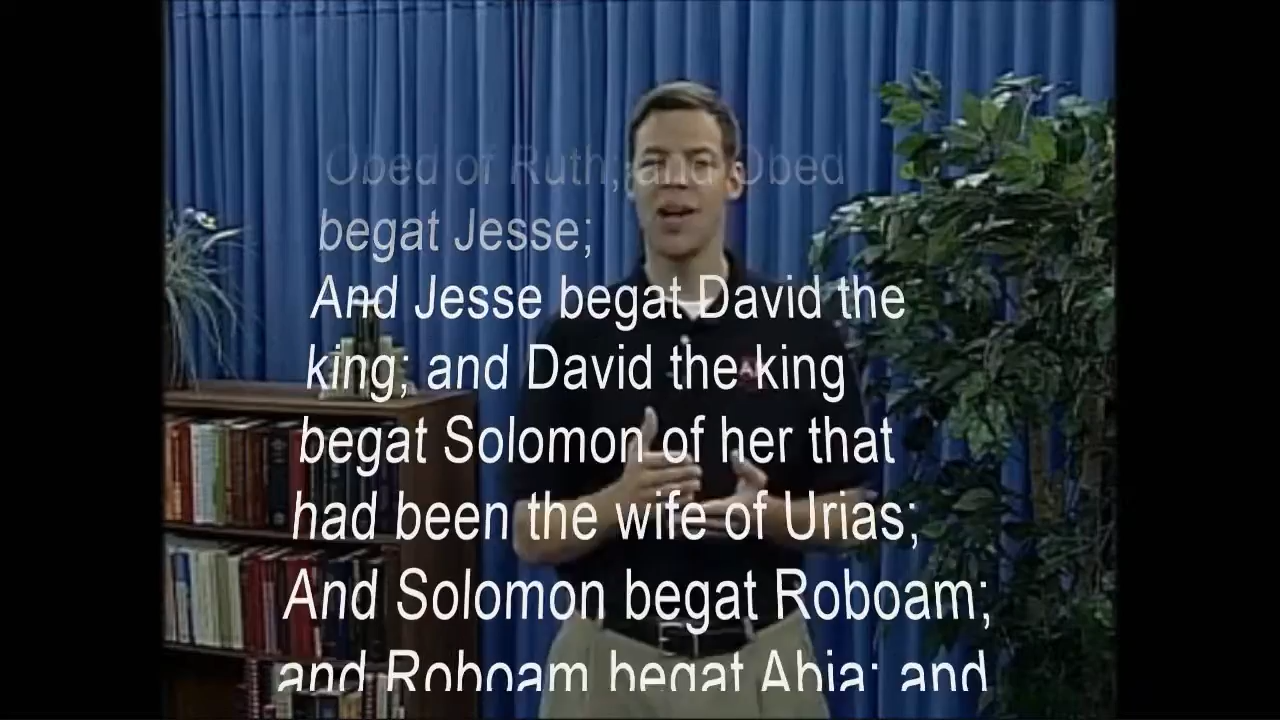 Obed of Ruth; and Obed
begat Jesse;
And Jesse begat David the
king; and David the king
begat Solomon of her that
had been the wife of Urias;
And Solomon begat Roboam;
and Roboam begat Abia; and